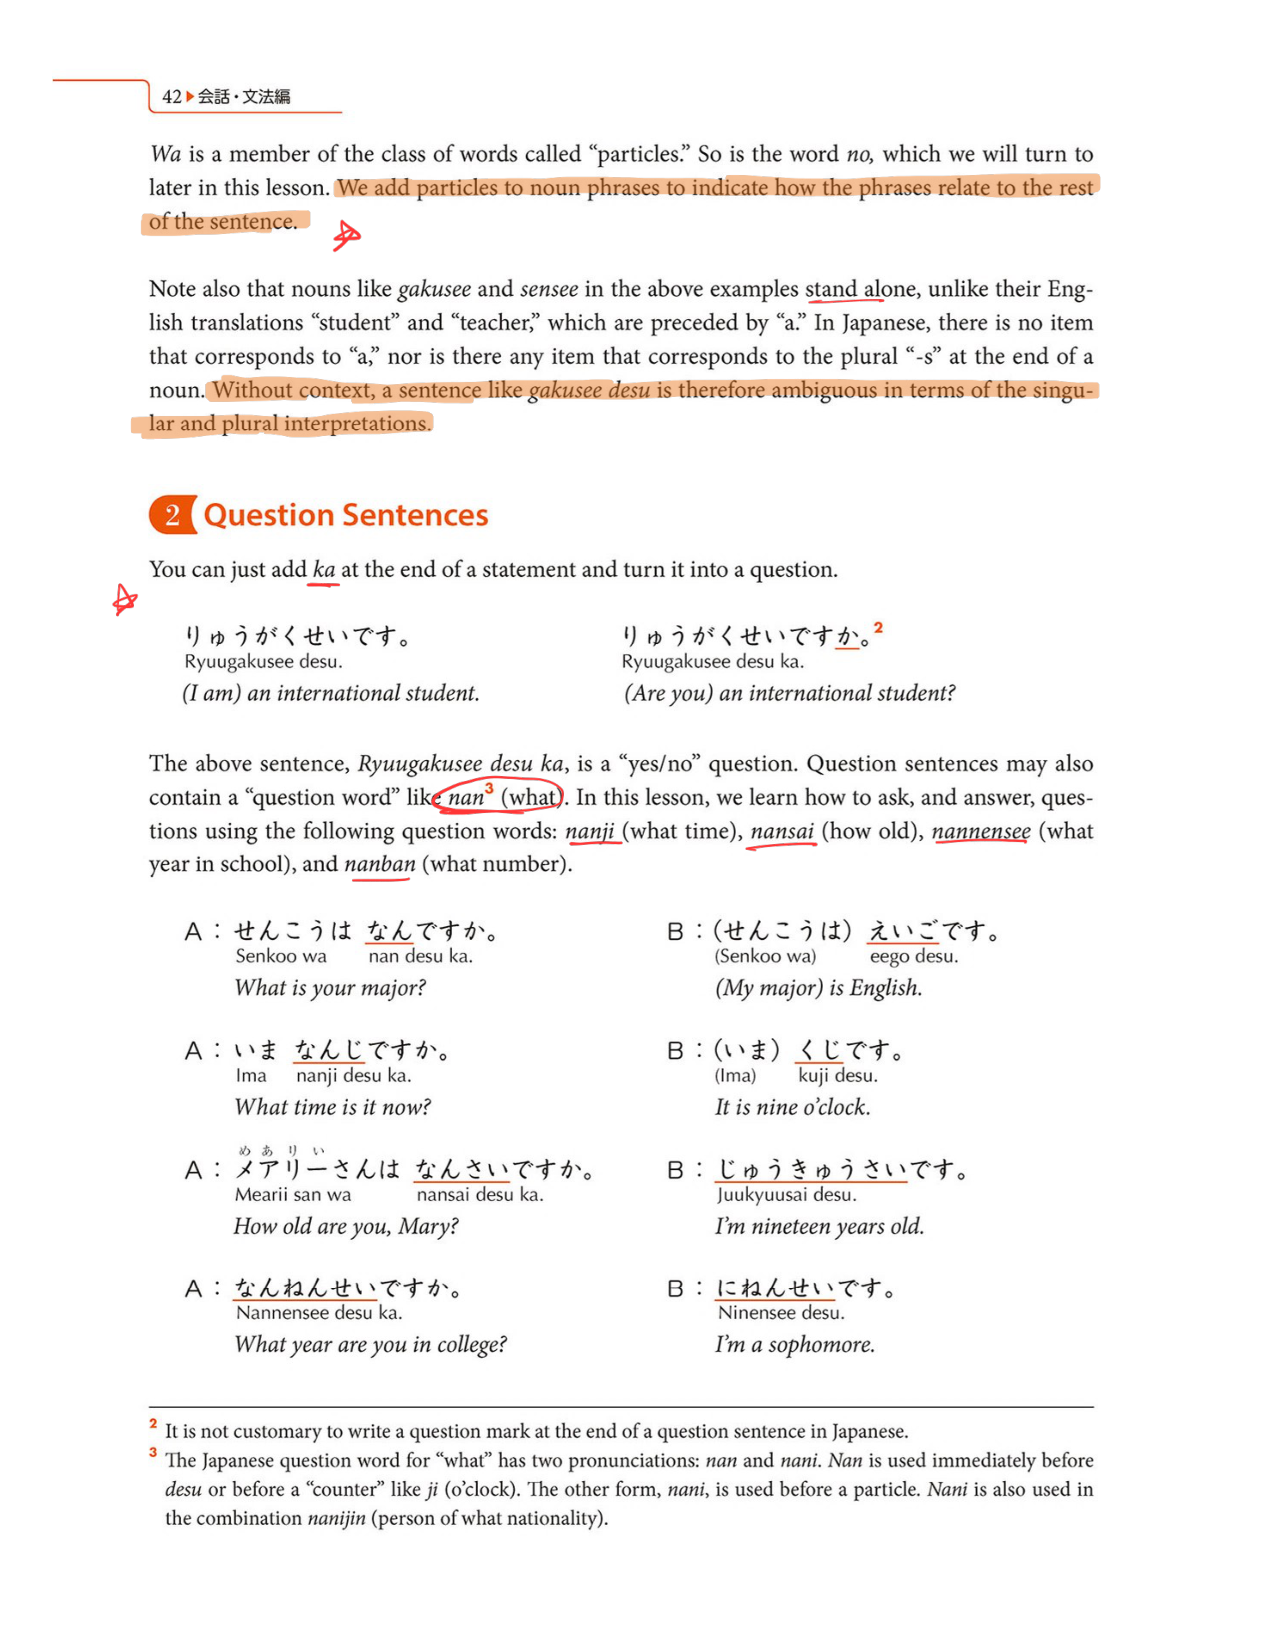 42▶会話・文法編
Wa is a member of the class of words called “particles.” So is the word no, which we will turn to
later in this lesson. We add particles to noun phrases to indicate how the phrases relate to the rest
of the sentence.
Note also that nouns like gakusee and sensee in the above examples stand alone, unlike their Eng-
lish translations “student” and “teacher,” which are preceded by “a.” In Japanese, there is no item
that corresponds to “a,” nor is there any item that corresponds to the plural “-s” at the end of a
noun. Without context, a sentence like gakusee desu is therefore ambiguous in terms of the singu-
lar and plural interpretations.
2 Question Sentences
You can just add ka at the end of a statement and turn it into a question.
りゅうがくせいです。
Ryuugakusee desu.
(I am) an international student.
りゅうがくせいですか。2
Ryuugakusee desu ka.
(Are you) an international student?
The above sentence, Ryuugakusee desu ka, is a “yes/no” question. Question sentences may also
contain a “question word” like nan3 (what). In this lesson, we learn how to ask, and answer, ques-
tions using the following question words: nanji (what time), nansai (how old), nannensee (what
year in school), and nanban (what number).
A：せんこうは なんですか。
Senkoo wa nan desu ka.
What is your major?
B：（せんこうは） えいごです。
(Senkoo wa) eego desu.
(My major) is English.
A：いま なんじですか。
Ima nanji desu ka.
What time is it now?
B：（いま） くじです。
(Ima) kuji desu.
It is nine o’clock.
めありい
A：メアリーさんは なんさいですか。
Mearii san wa nansai desu ka.
How old are you, Mary?
B：じゅうきゅうさいです。
Juukyuusai desu.
I’m nineteen years old.
A：なんねんせいですか。
Nannensee desu ka.
What year are you in college?
B：にねんせいです。
Ninensee desu.
I’m a sophomore.
2 It is not customary to write a question mark at the end of a question sentence in Japanese.
3 The Japanese question word for “what” has two pronunciations: nan and nani. Nan is used immediately before
desu or before a “counter” like ji (o’clock). The other form, nani, is used before a particle. Nani is also used in
the combination nanijin (person of what nationality).